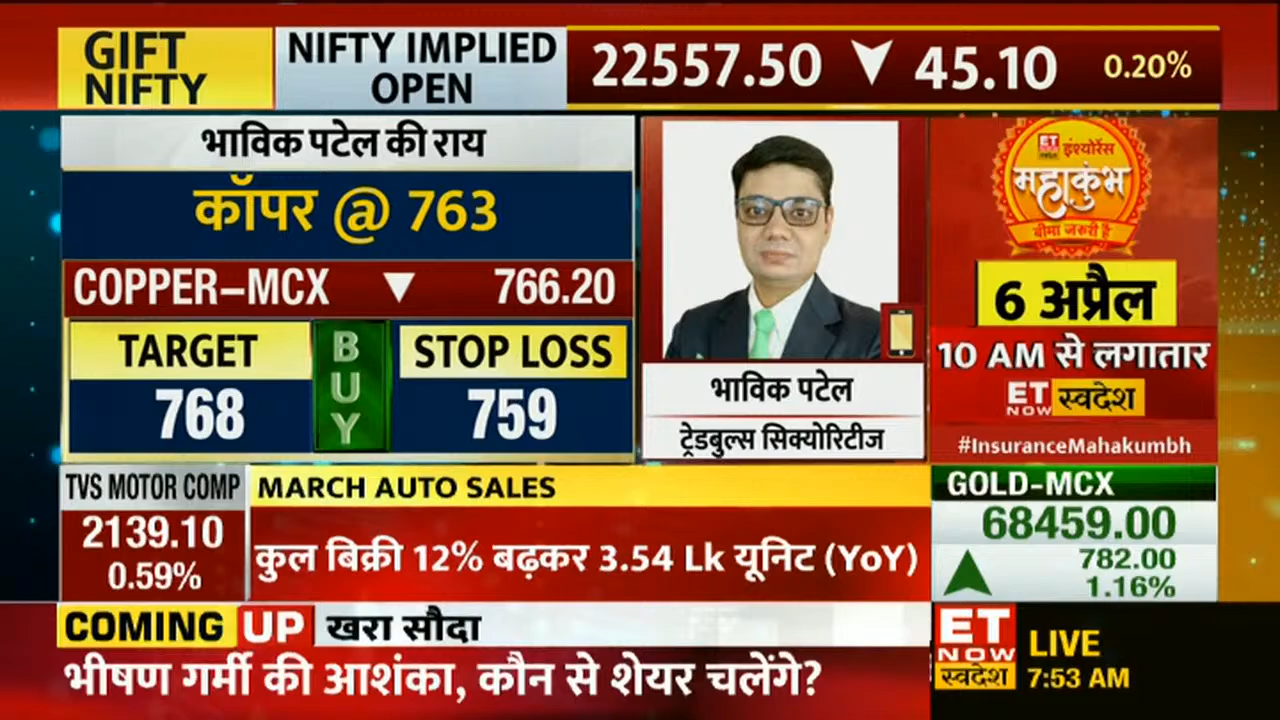 GIFT
NIFTY
NIFTY IMPLIED
OPEN
22557.50 ▼ 45.10 0.20%
भाविक पटेल की राय
कॉपर @ 763
COPPER-MCX ▼ 766.20
TARGET
768
BUY
STOP LOSS
759
भाविक पटेल
ट्रेडबुल्स सिक्योरिटीज
ET
NOW
इंश्योरेंस
महाकुंभ
बीमा जरूरी है
6 अप्रैल
10 AM से लगातार
ET
NOW
स्वदेश
#InsuranceMahakumbh
TVS MOTOR COMP
2139.10
0.59%
MARCH AUTO SALES
कुल बिक्री 12% बढ़कर 3.54 Lk यूनिट (YoY)
GOLD-MCX
68459.00
▲ 782.00
1.16%
COMING UP खरा सौदा
भीषण गर्मी की आशंका, कौन से शेयर चलेंगे?
ET
NOW
स्वदेश
LIVE
7:53 AM